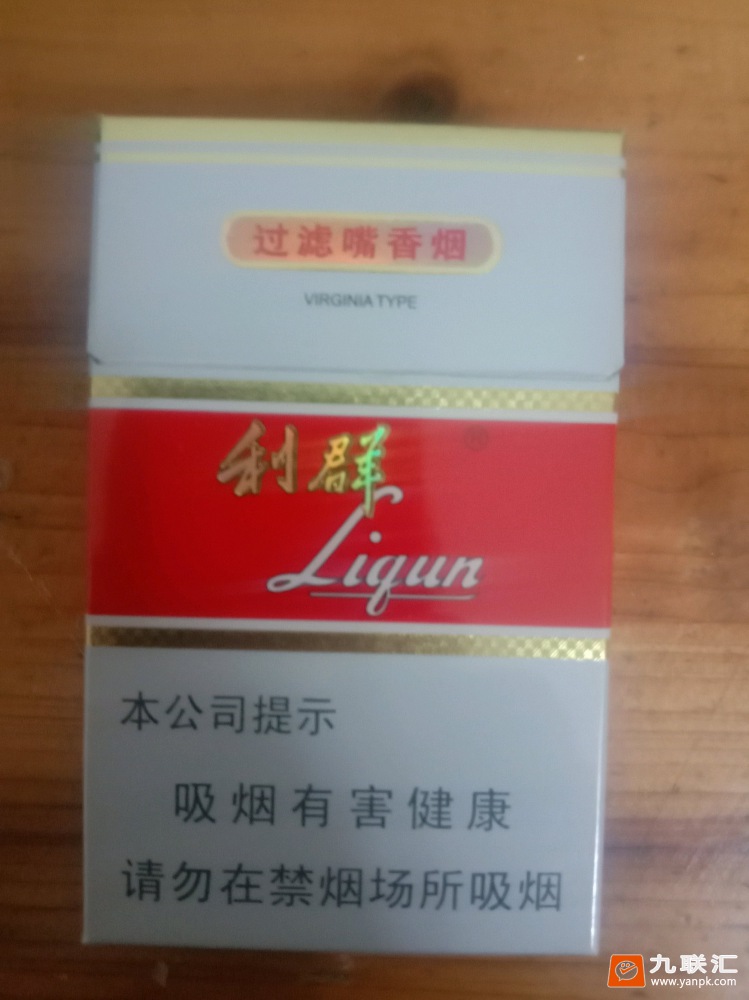 过滤嘴香烟
VIRGINIA TYPE
利群
®
Liqun
本公司提示
吸烟有害健康
请勿在禁烟场所吸烟
九联汇
www.yanpk.com